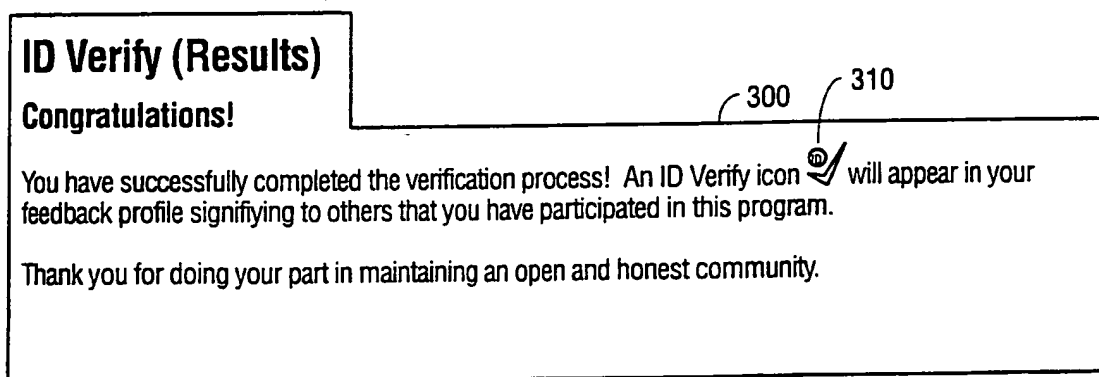 ID Verify (Results)
Congratulations!
300
310
You have successfully completed the verification process! An ID Verify icon ID will appear in your
feedback profile signifiying to others that you have participated in this program.
Thank you for doing your part in maintaining an open and honest community.